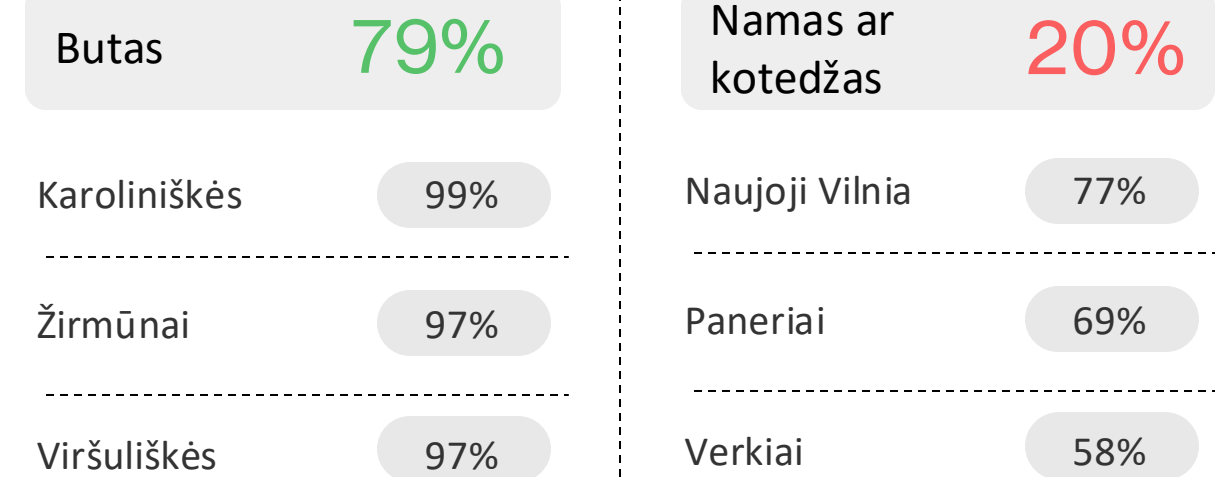 Butas 79%
Karoliniškės 99%
Žirmūnai 97%
Viršuliškės 97%
Namas ar
kotedžas 20%
Naujoji Vilnia 77%
Paneriai 69%
Verkiai 58%